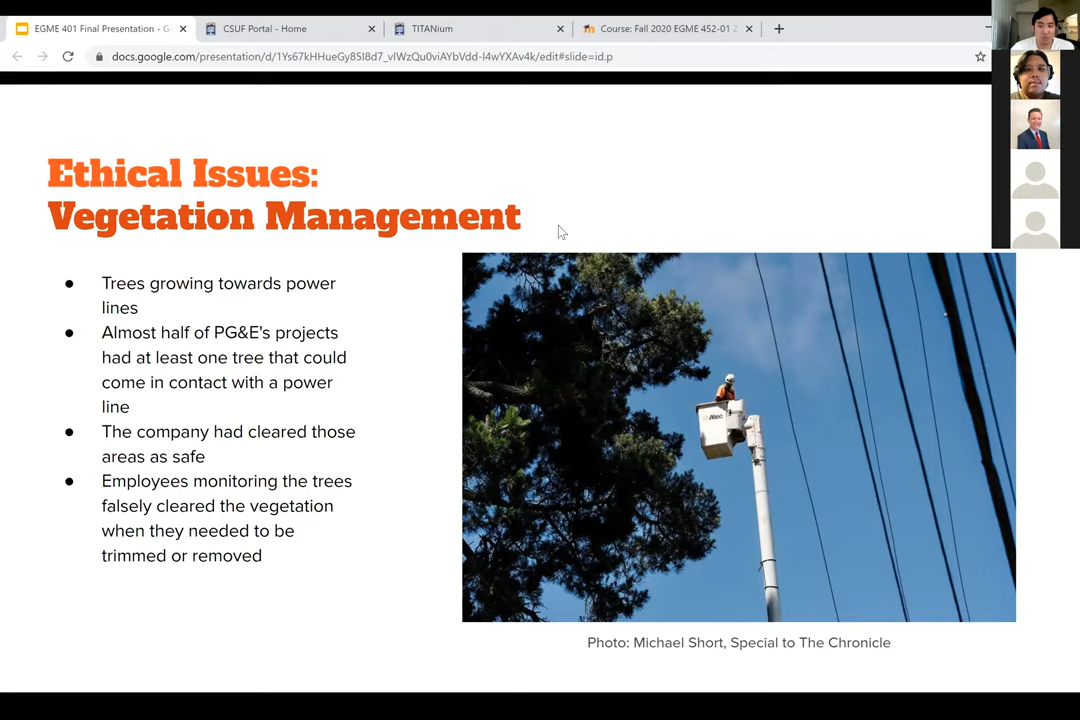 EGME 401 Final Presentation - G
CSUF Portal - Home
TITANium
Course: Fall 2020 EGME 452-01 2
docs.google.com/presentation/d/1Ys67kHHueGy85I8d7_vIWzQu0viAYbVdd-I4wYXAv4k/edit#slide=id.p
Ethical Issues:
Vegetation Management
● Trees growing towards power
lines
● Almost half of PG&E's projects
had at least one tree that could
come in contact with a power
line
● The company had cleared those
areas as safe
● Employees monitoring the trees
falsely cleared the vegetation
when they needed to be
trimmed or removed
Altec
Photo: Michael Short, Special to The Chronicle